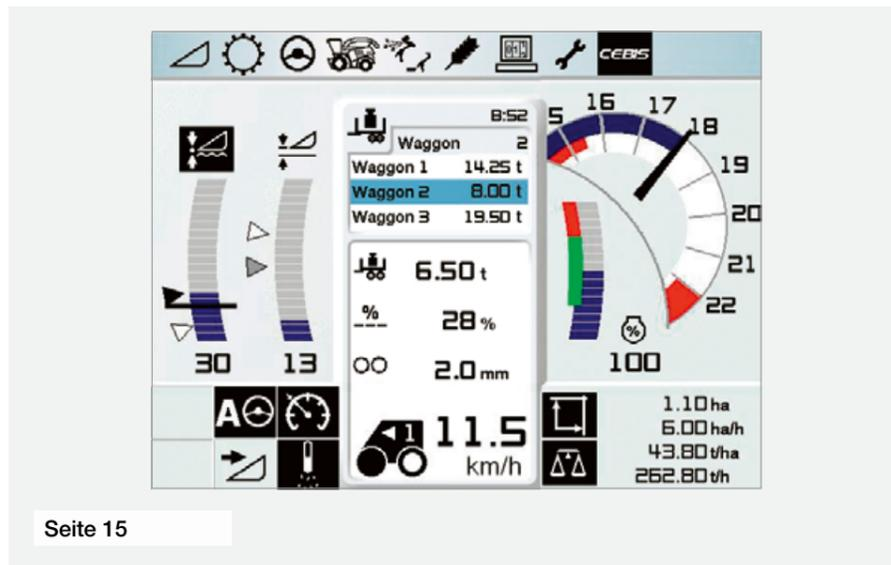 CEBIS
8:52
Waggon 2
Waggon 1 14.25 t
Waggon 2 8.00 t
Waggon 3 19.50 t
6.50 t
% 28 %
2.0 mm
1 11.5
km/h
30
13
A
5 16 17 18 19 20 21 22
%
100
1.10 ha
6.00 ha/h
43.80 t/ha
262.80 t/h
Seite 15